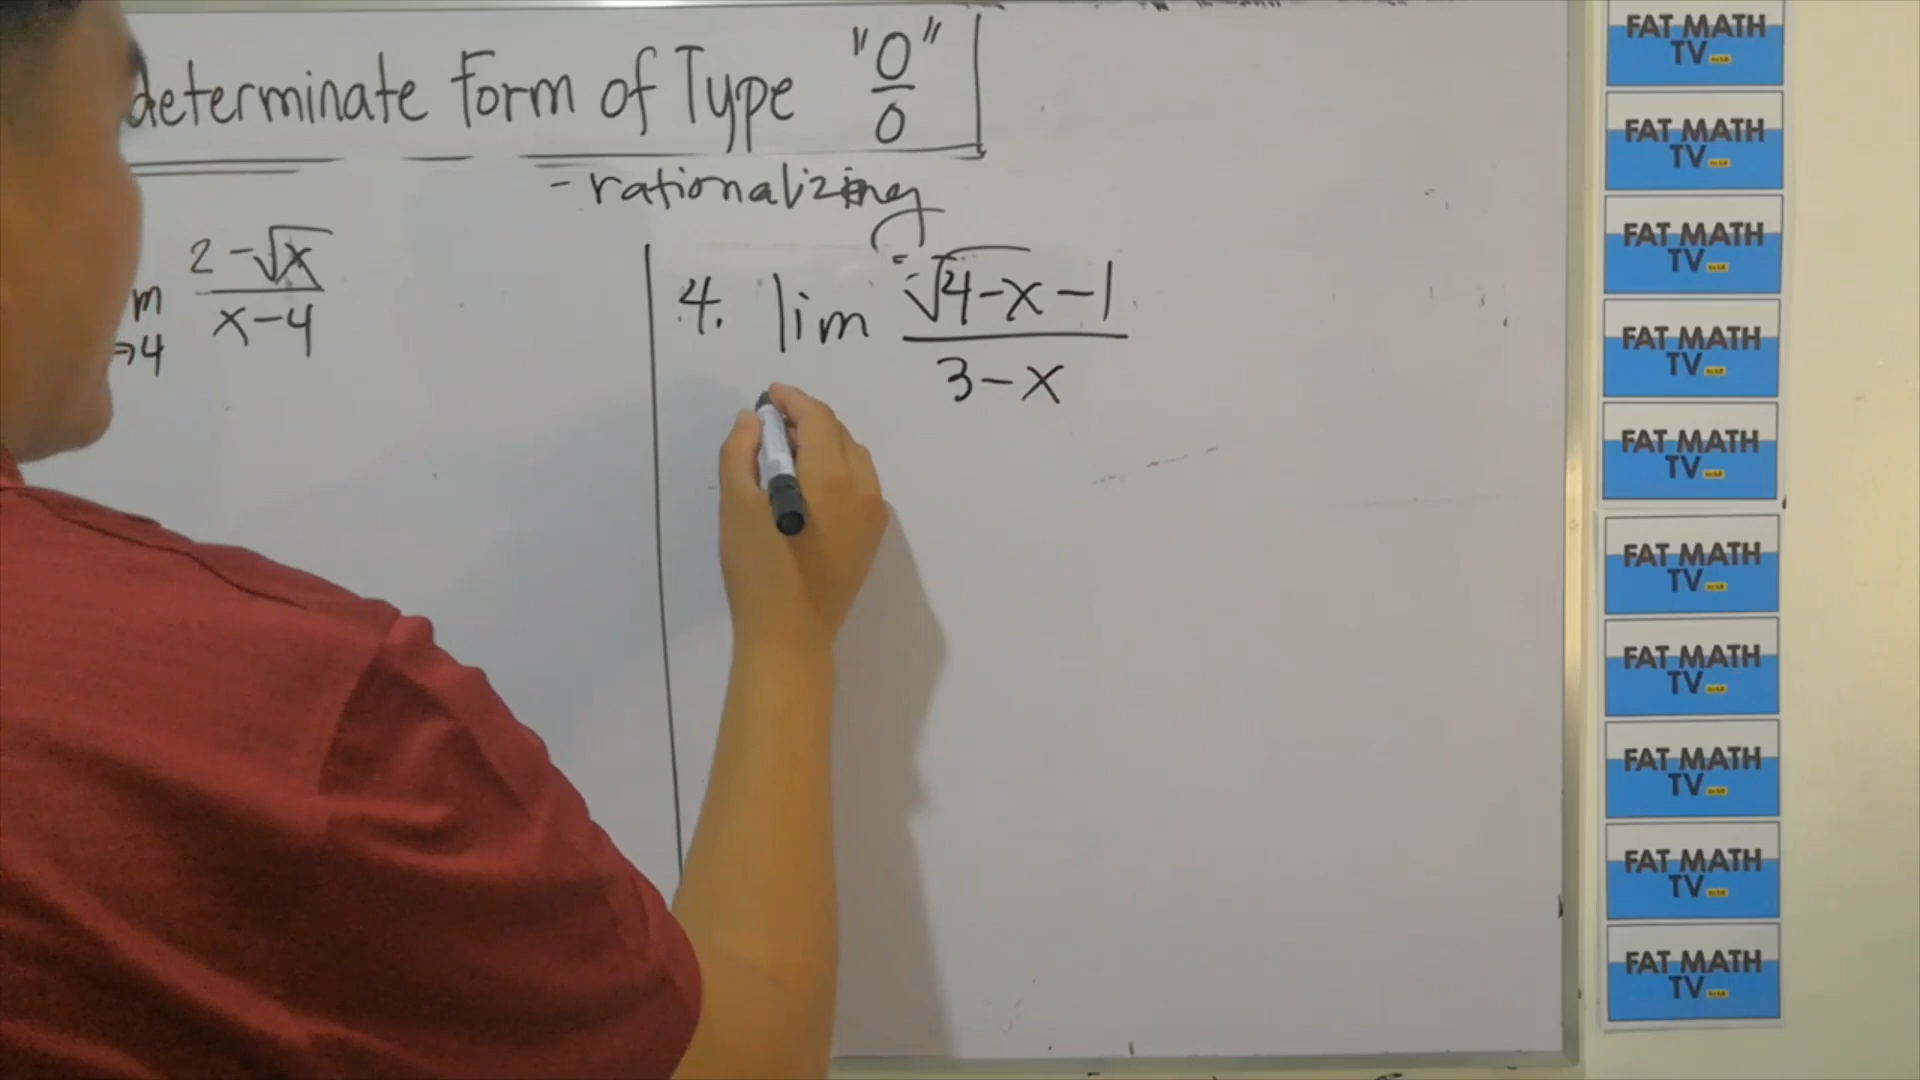 determinate Form of Type "0/0"
- rationalizing
m 2 - √x / x - 4
→4
4. lim √4-x - 1 / 3 - x
FAT MATH
TV
FAT MATH
TV
FAT MATH
TV
FAT MATH
TV
FAT MATH
TV
FAT MATH
TV
FAT MATH
TV
FAT MATH
TV
FAT MATH
TV
FAT MATH
TV